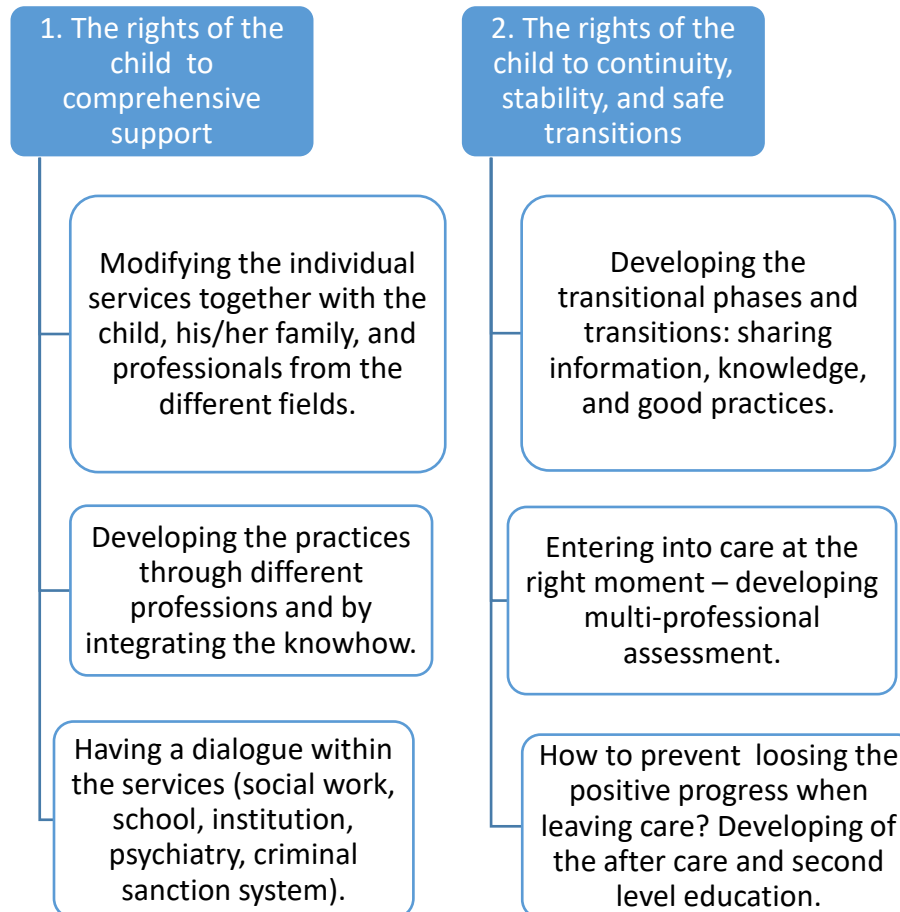 1. The rights of the
child to
comprehensive
support
Modifying the individual
services together with the
child, his/her family, and
professionals from the
different fields.
Developing the practices
through different
professions and by
integrating the knowhow.
Having a dialogue within
the services (social work,
school, institution,
psychiatry, criminal
sanction system).
2. The rights of the
child to continuity,
stability, and safe
transitions
Developing the
transitional phases and
transitions: sharing
information, knowledge,
and good practices.
Entering into care at the
right moment – developing
multi-professional
assessment.
How to prevent loosing the
positive progress when
leaving care? Developing of
the after care and second
level education.